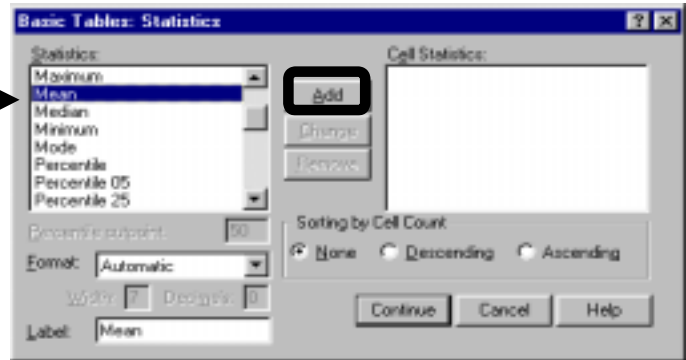 Basic Tables: Statistics
Statistics:
Maximum
Mean
Median
Minimum
Mode
Percentile
Percentile 05
Percentile 25
Percentile cutpoint: 50
Format: Automatic
Width: 7 Decimals: 0
Label: Mean
Add
Change
Remove
Cell Statistics:
Sorting by Cell Count
None Descending Ascending
Continue Cancel Help